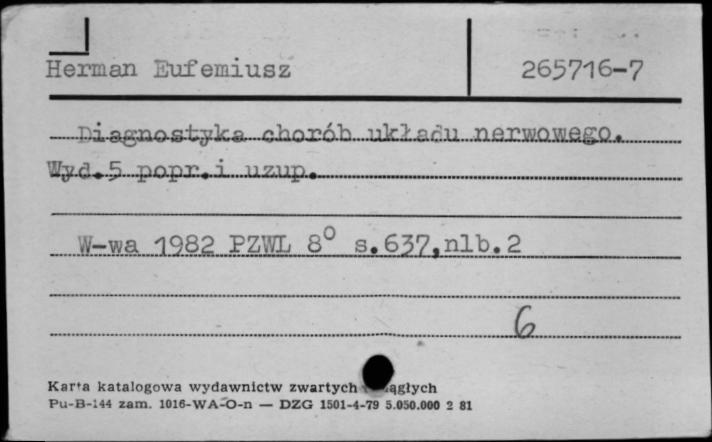 Herman Eufemiusz 265716-7
Diagnostyka chorób układu nerwowego.
Wyd.5 popr.i uzup.
W-wa 1982 PZWL 8° s.637,nlb.2
6
Karta katalogowa wydawnictw zwartych
Pu-B-144 zam. 1016-WA-O-n — DZG 1501-4-79 5.050.000 2 81